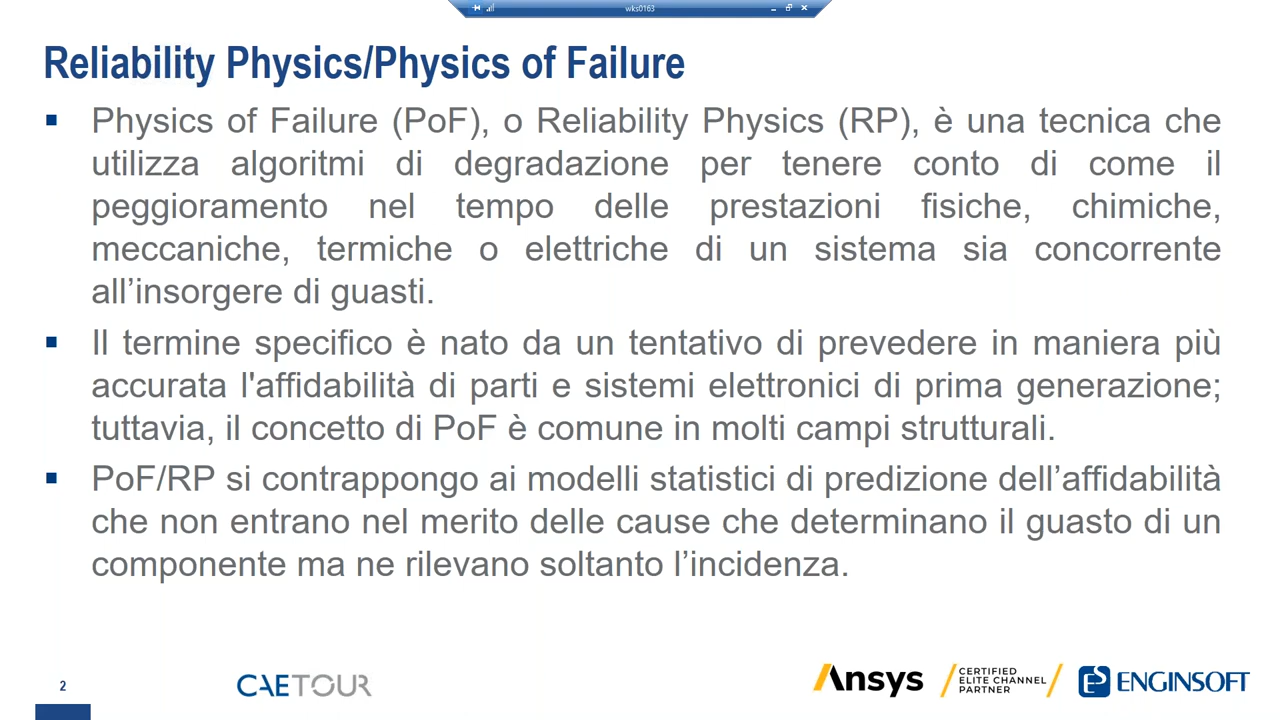 wks0163
Reliability Physics/Physics of Failure
Physics of Failure (PoF), o Reliability Physics (RP), è una tecnica che
utilizza algoritmi di degradazione per tenere conto di come il
peggioramento nel tempo delle prestazioni fisiche, chimiche,
meccaniche, termiche o elettriche di un sistema sia concorrente
all’insorgere di guasti.
Il termine specifico è nato da un tentativo di prevedere in maniera più
accurata l'affidabilità di parti e sistemi elettronici di prima generazione;
tuttavia, il concetto di PoF è comune in molti campi strutturali.
PoF/RP si contrappongo ai modelli statistici di predizione dell’affidabilità
che non entrano nel merito delle cause che determinano il guasto di un
componente ma ne rilevano soltanto l’incidenza.
2
CAETOUR
Ansys
CERTIFIED
ELITE CHANNEL
PARTNER
ENGINSOFT